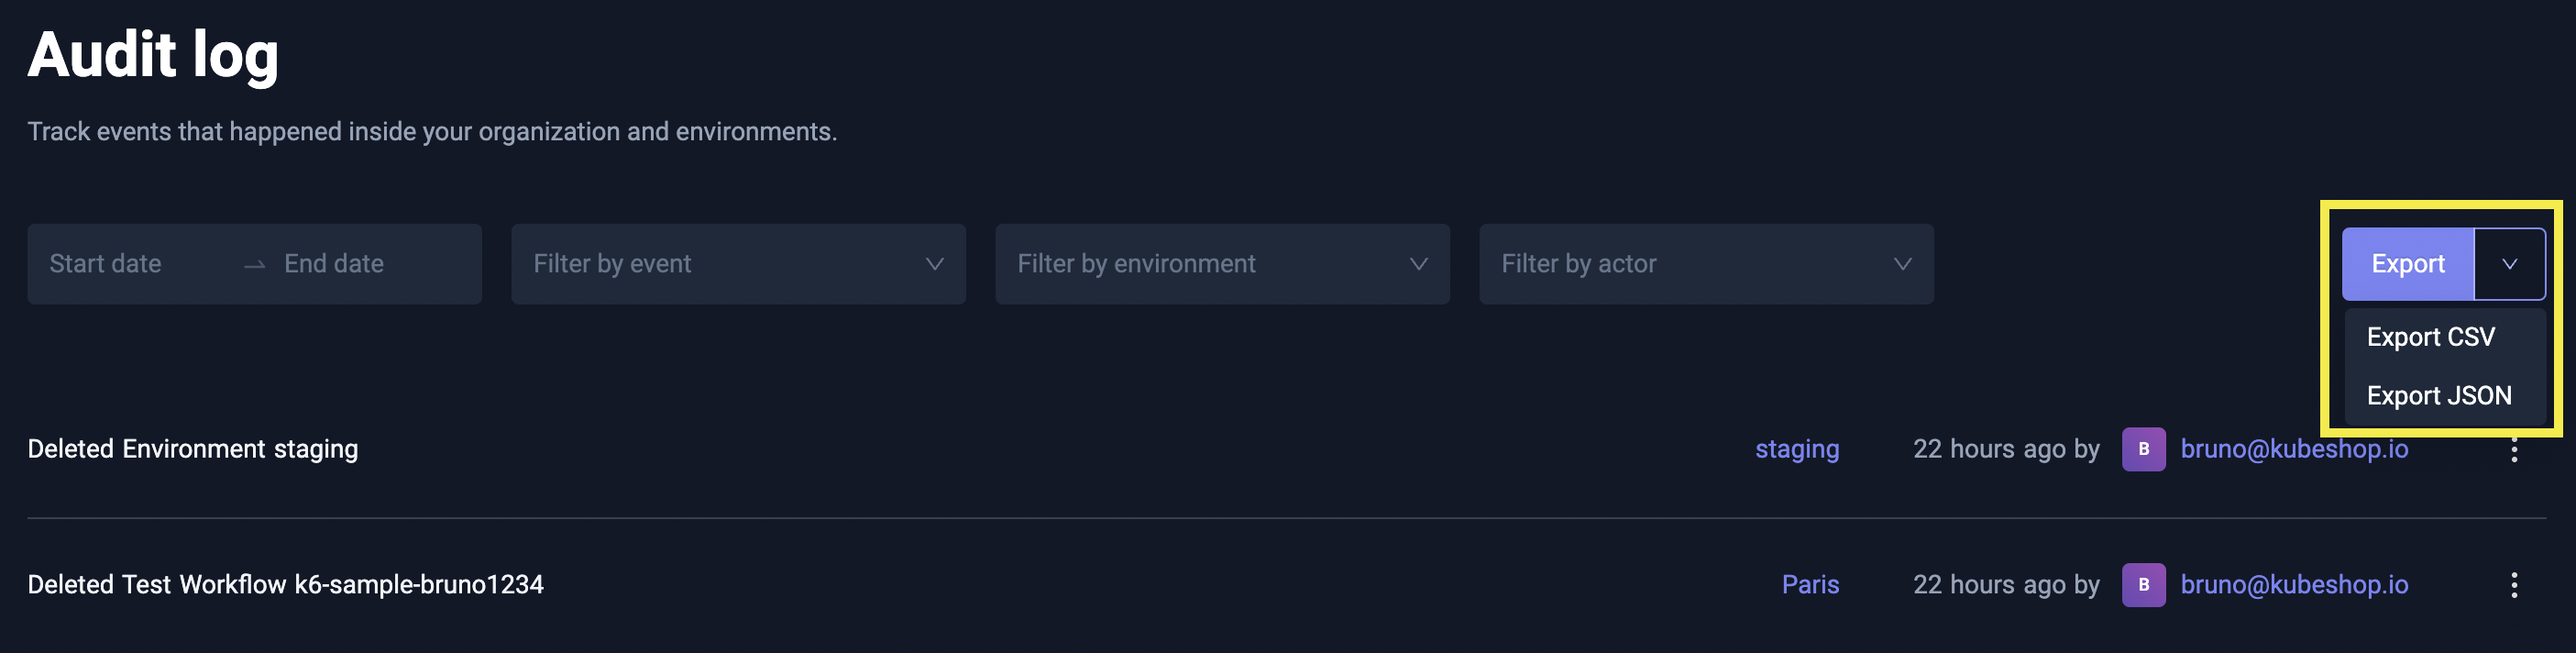 Audit log
Track events that happened inside your organization and environments.
Start date End date Filter by event Filter by environment Filter by actor Export
Export CSV
Export JSON
Deleted Environment staging staging 22 hours ago by B bruno@kubeshop.io
Deleted Test Workflow k6-sample-bruno1234 Paris 22 hours ago by B bruno@kubeshop.io